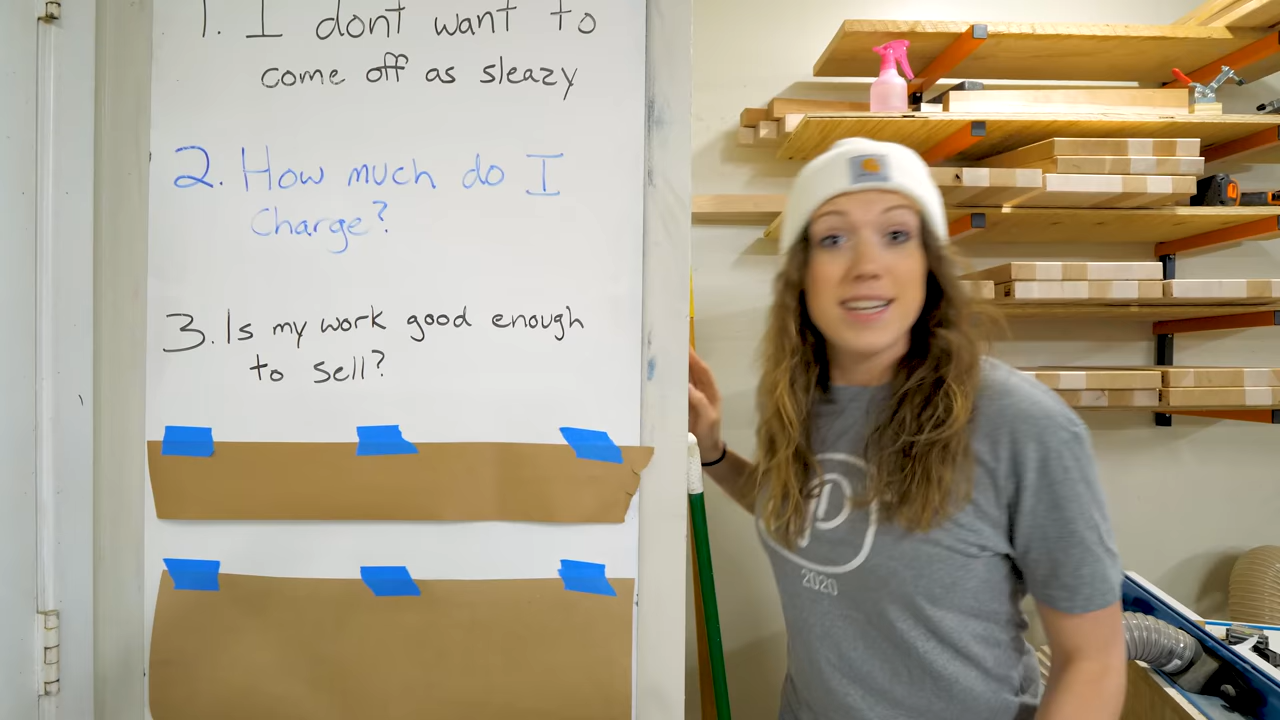 1. I dont want to
come off as sleazy
2. How much do I
Charge?
3. Is my work good enough
to sell?
2020